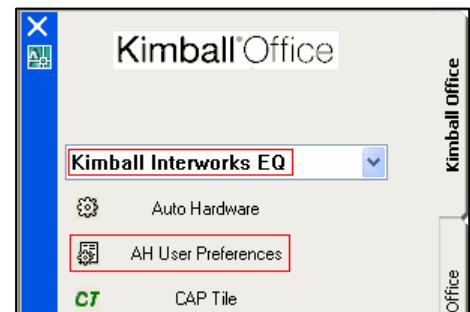 Kimball Office
Kimball Interworks EQ
Auto Hardware
AH User Preferences
CT
CAP Tile
Kimball Office
Office